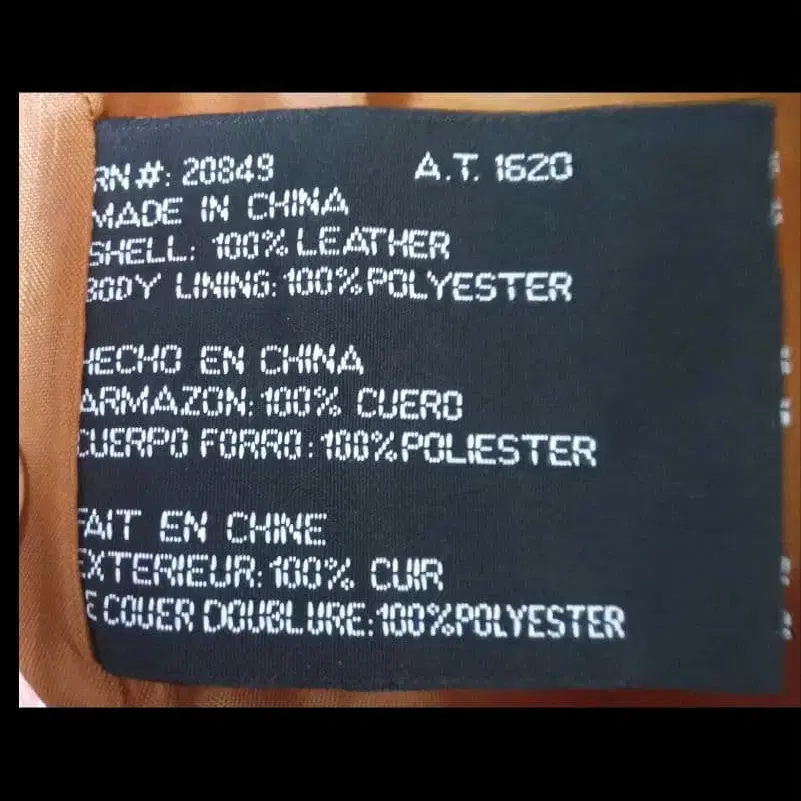 RN#: 20849 A.T. 1620
MADE IN CHINA
SHELL: 100% LEATHER
BODY LINING: 100% POLYESTER
HECHO EN CHINA
ARMAZON: 100% CUERO
CUERPO FORRO: 100% POLIESTER
FAIT EN CHINE
EXTERIEUR: 100% CUIR
E COUER DOUBLURE: 100% POLYESTER